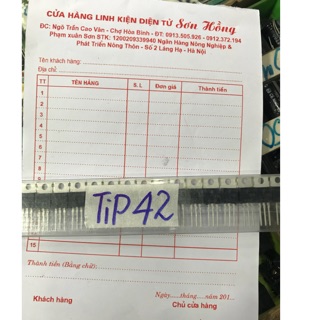 CỬA HÀNG LINH KIỆN ĐIỆN TỬ Sơn Hồng
ĐC: Ngõ Trần Cao Vân - Chợ Hòa Bình - ĐT: 0913.505.926 - 0912.372.194
Phạm xuân Sơn STK: 1200209339940 Ngân Hàng Nông Nghiệp &
Phát Triển Nông Thôn - Số 2 Láng Hạ - Hà Nội
Tên khách hàng:
Địa chỉ:
TT TÊN HÀNG S. L Đơn giá Thành tiền
1
2
3
4
5
6
7
TiP42
15
Thành tiền (Bằng chữ):
Ngày......tháng......năm 201...
Khách hàng Chủ cửa hàng